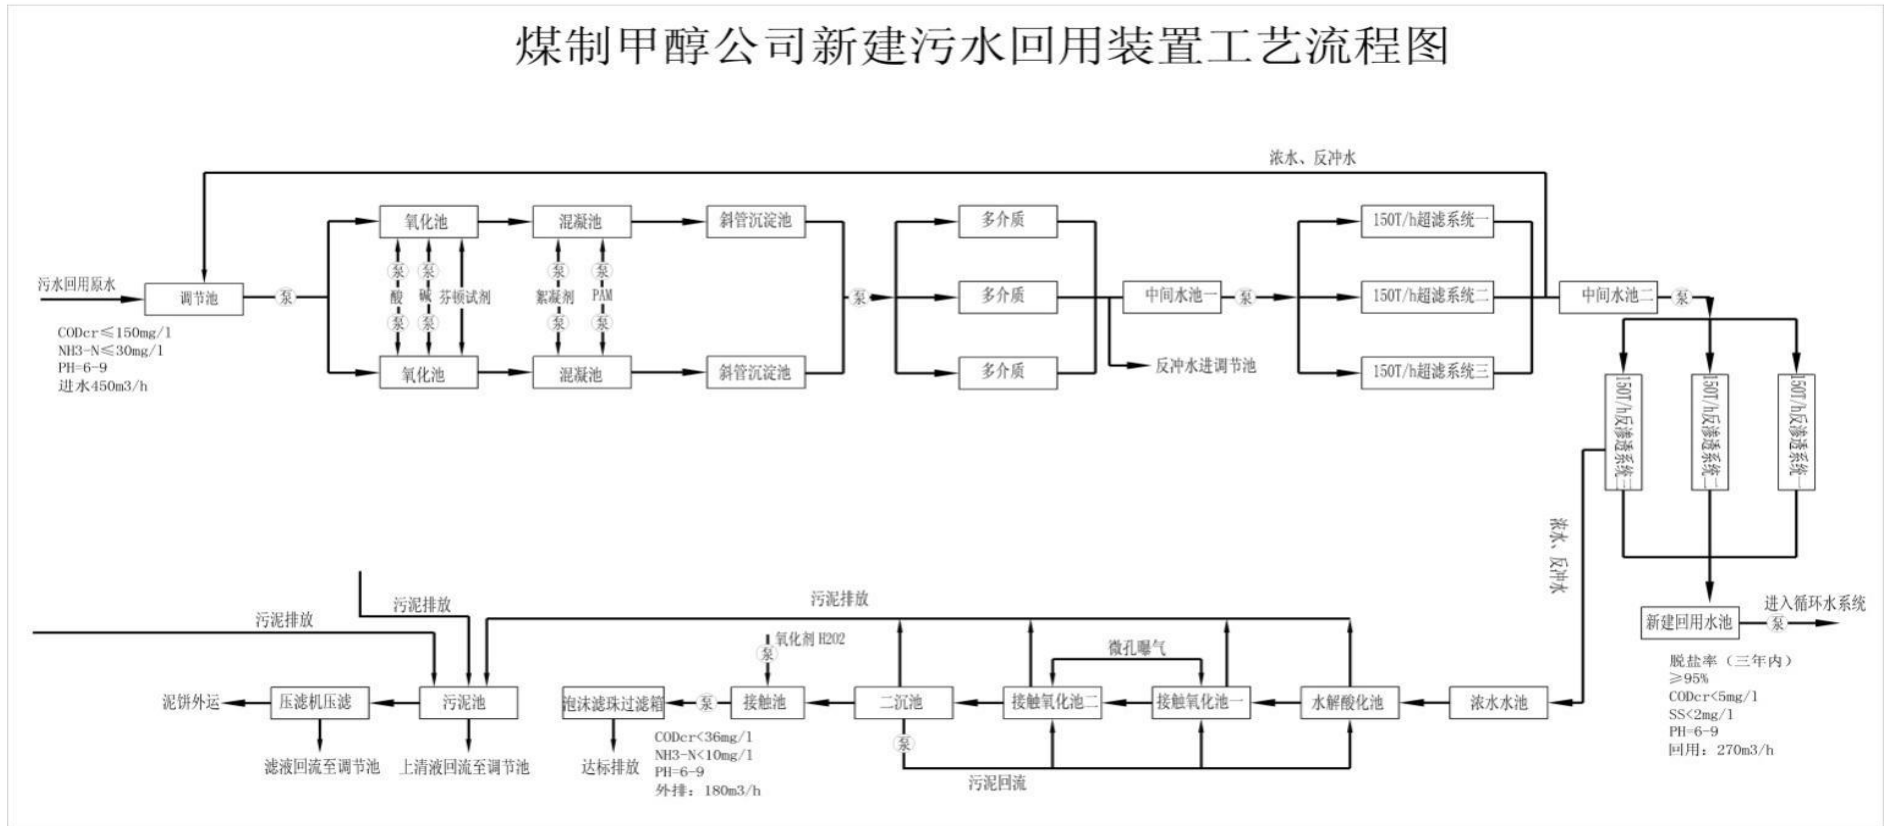 煤制甲醇公司新建污水回用装置工艺流程图
浓水、反冲水
氧化池
混凝池
斜管沉淀池
多介质
150T/h超滤系统一
污水回用原水
调节池
泵
泵
泵
泵
泵
酸
碱
芬顿试剂
絮凝剂
PAM
泵
泵
泵
泵
泵
多介质
中间水池一
泵
150T/h超滤系统二
中间水池二
泵
CODcr≤150mg/l
NH3-N≤30mg/l
PH=6-9
进水450m3/h
氧化池
混凝池
斜管沉淀池
多介质
反冲水进调节池
150T/h超滤系统三
150T/h反渗透系统三
150T/h反渗透系统二
150T/h反渗透系统一
浓水、反冲水
污泥排放
污泥排放
污泥排放
进入循环水系统
新建回用水池
泵
氧化剂 H2O2
泵
微孔曝气
脱盐率（三年内）
≥95%
CODcr<5mg/l
SS<2mg/l
PH=6-9
回用：270m3/h
泥饼外运
压滤机压滤
污泥池
泡沫滤珠过滤箱
泵
接触池
二沉池
接触氧化池二
接触氧化池一
水解酸化池
浓水水池
CODcr<36mg/l
NH3-N<10mg/l
PH=6-9
外排：180m3/h
泵
滤液回流至调节池
上清液回流至调节池
达标排放
污泥回流